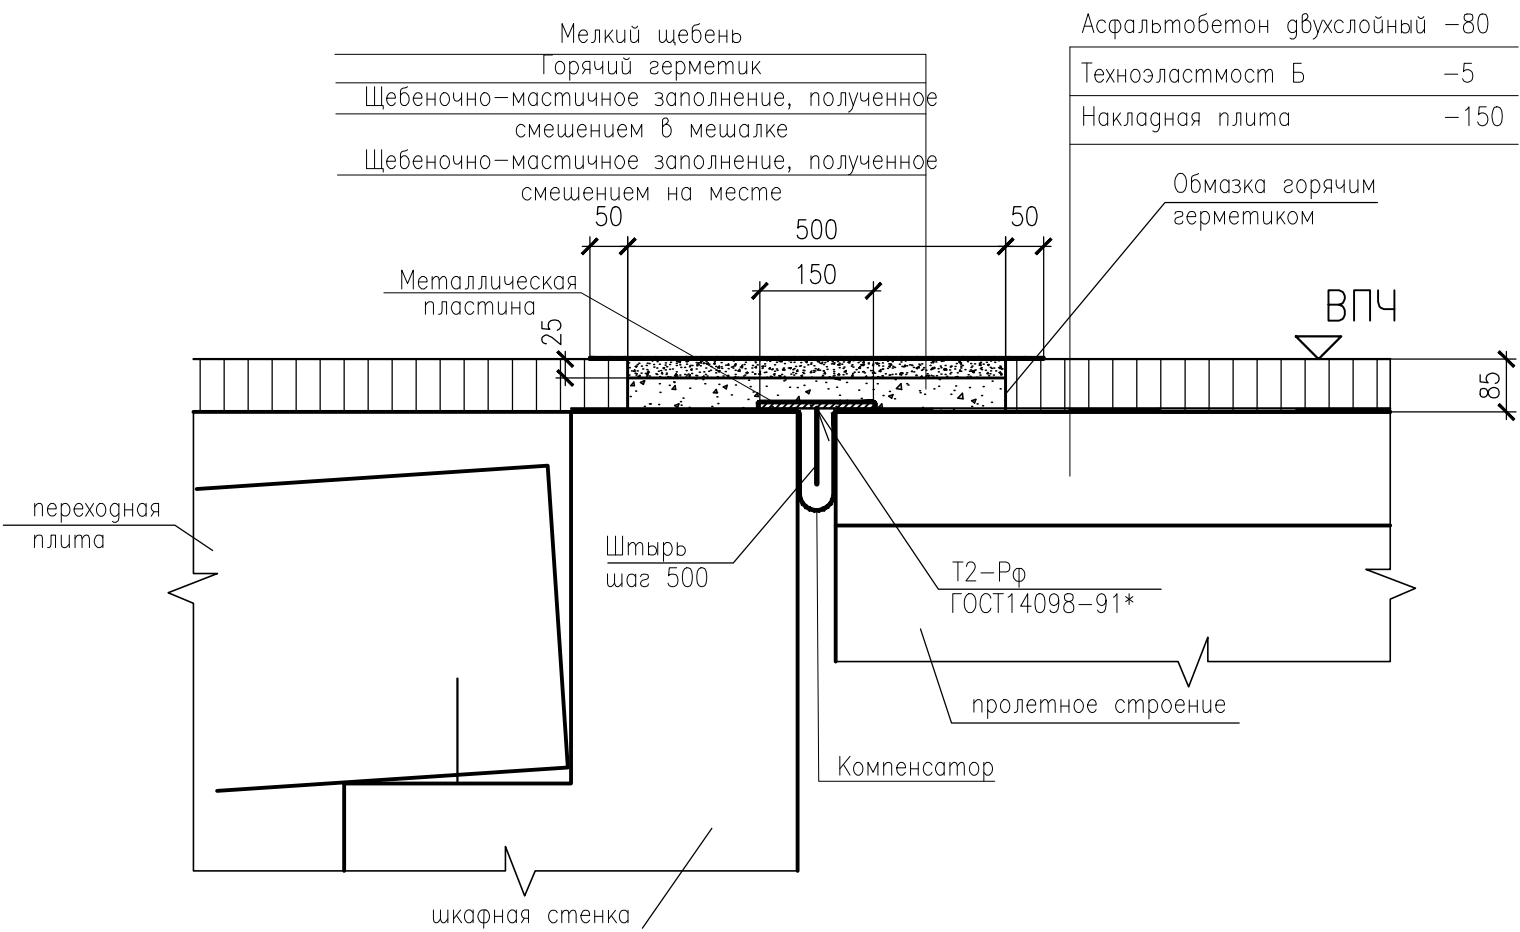 Мелкий щебень
Горячий герметик
Щебеночно-мастичное заполнение, полученное
смешением в мешалке
Щебеночно-мастичное заполнение, полученное
смешением на месте
Асфальтобетон двухслойный -80
Техноэластмост Б -5
Накладная плита -150
Обмазка горячим
герметиком
50
500
50
150
Металлическая
пластина
25
ВПЧ
85
переходная
плита
Штырь
шаг 500
Т2-Рф
ГОСТ14098-91*
пролетное строение
Компенсатор
шкафная стенка